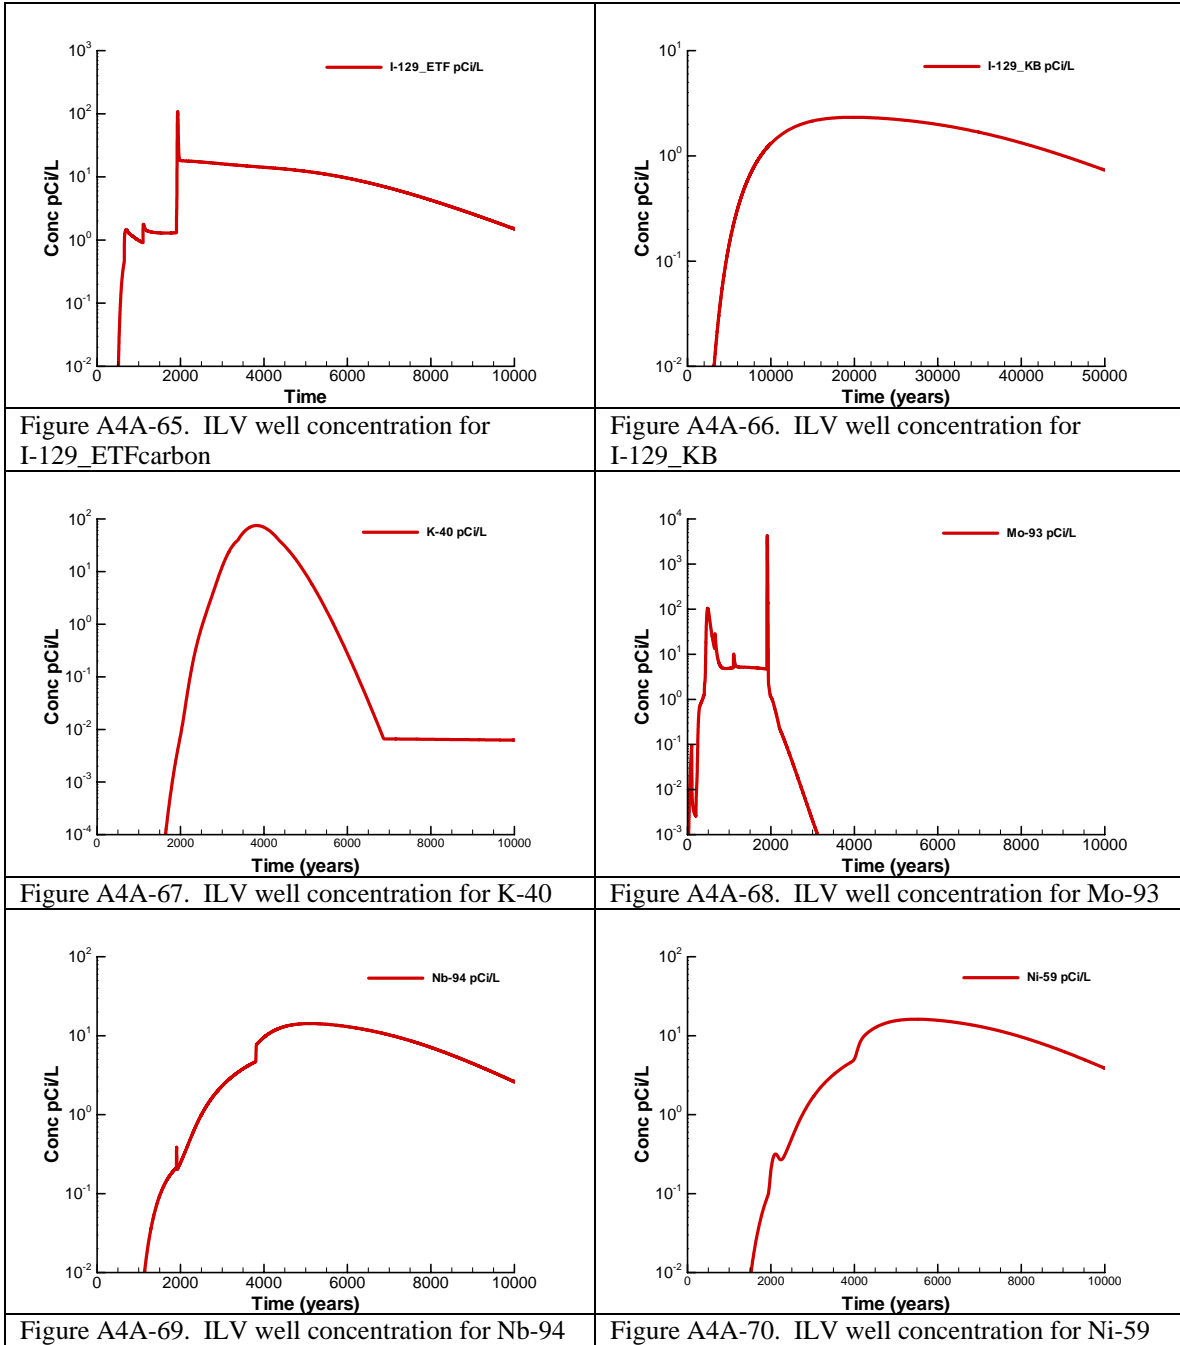 10³
10²
10¹
10⁰
10⁻¹
10⁻²
Conc pCi/L
I-129_ETF pCi/L
0 2000 4000 6000 8000 10000
Time
Figure A4A-65. ILV well concentration for
I-129_ETFcarbon
10¹
10⁰
10⁻¹
10⁻²
Conc pCi/L
I-129_KB pCi/L
0 10000 20000 30000 40000 50000
Time (years)
Figure A4A-66. ILV well concentration for
I-129_KB
10²
10¹
10⁰
10⁻¹
10⁻²
10⁻³
10⁻⁴
Conc pCi/L
K-40 pCi/L
0 2000 4000 6000 8000 10000
Time (years)
Figure A4A-67. ILV well concentration for K-40
10⁴
10³
10²
10¹
10⁰
10⁻¹
10⁻²
10⁻³
Conc pCi/L
Mo-93 pCi/L
0 2000 4000 6000 8000 10000
Time (years)
Figure A4A-68. ILV well concentration for Mo-93
10²
10¹
10⁰
10⁻¹
10⁻²
Conc pCi/L
Nb-94 pCi/L
0 2000 4000 6000 8000 10000
Time (years)
Figure A4A-69. ILV well concentration for Nb-94
10²
10¹
10⁰
10⁻¹
10⁻²
Conc pCi/L
Ni-59 pCi/L
0 2000 4000 6000 8000 10000
Time (years)
Figure A4A-70. ILV well concentration for Ni-59